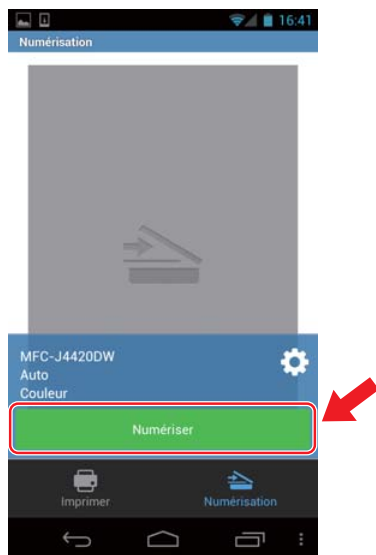 16:41
Numérisation
MFC-J4420DW
Auto
Couleur
Numériser
Imprimer
Numérisation